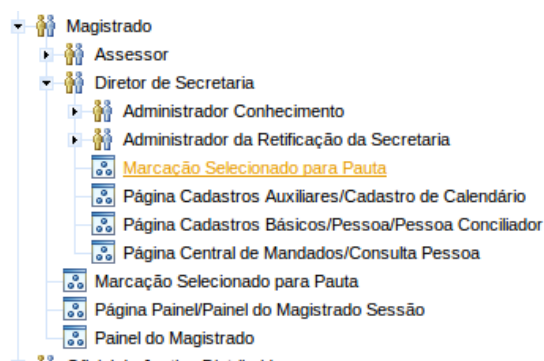 Magistrado
Assessor
Diretor de Secretaria
Administrador Conhecimento
Administrador da Retificação da Secretaria
Marcação Selecionado para Pauta
Página Cadastros Auxiliares/Cadastro de Calendário
Página Cadastros Básicos/Pessoa/Pessoa Conciliador
Página Central de Mandados/Consulta Pessoa
Marcação Selecionado para Pauta
Página Painel/Painel do Magistrado Sessão
Painel do Magistrado